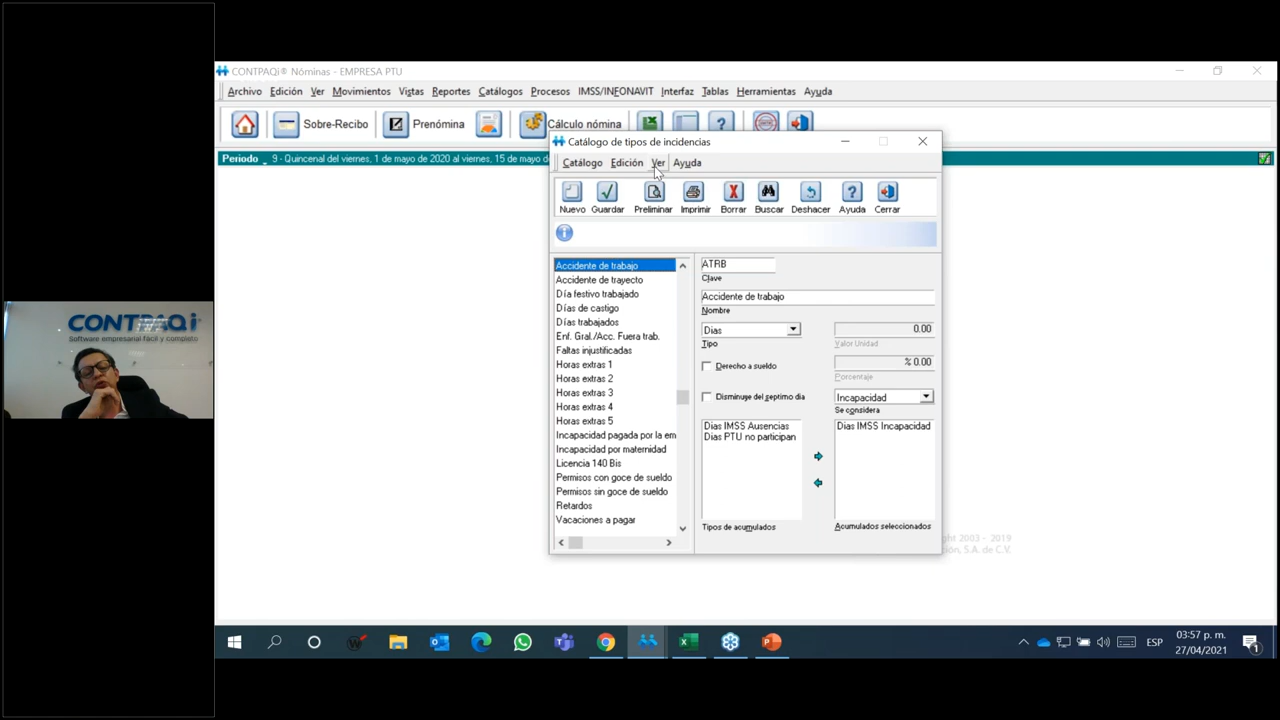 CONTPAQi® Nóminas - EMPRESA PTU
Archivo Edición Ver Movimientos Vistas Reportes Catálogos Procesos IMSS/INFONAVIT Interfaz Tablas Herramientas Ayuda
Sobre-Recibo Prenómina Cálculo nómina
Periodo _ 9 - Quincenal del viernes, 1 de mayo de 2020 al viernes, 15 de mayo
Catálogo de tipos de incidencias
Catálogo Edición Ver Ayuda
Nuevo Guardar Preliminar Imprimir Borrar Buscar Deshacer Ayuda Cerrar
Accidente de trabajo
Accidente de trayecto
Día festivo trabajado
Días de castigo
Días trabajados
Enf. Gral./Acc. Fuera trab.
Faltas injustificadas
Horas extras 1
Horas extras 2
Horas extras 3
Horas extras 4
Horas extras 5
Incapacidad pagada por la em
Incapacidad por maternidad
Licencia 140 Bis
Permisos con goce de sueldo
Permisos sin goce de sueldo
Retardos
Vacaciones a pagar
ATRB
Clave
Accidente de trabajo
Nombre
Dias 0.00
Tipo Valor Unidad
Derecho a sueldo % 0.00
Porcentaje
Disminuye del septimo dia Incapacidad
Se considera
Dias IMSS Ausencias
Dias PTU no participan
Dias IMSS Incapacidad
Tipos de acumulados Acumulados seleccionados
ght 2003 - 2019
ón, S.A. de C.V.
CONTPAQi
Software empresarial fácil y completo
ESP
03:57 p. m.
27/04/2021
1